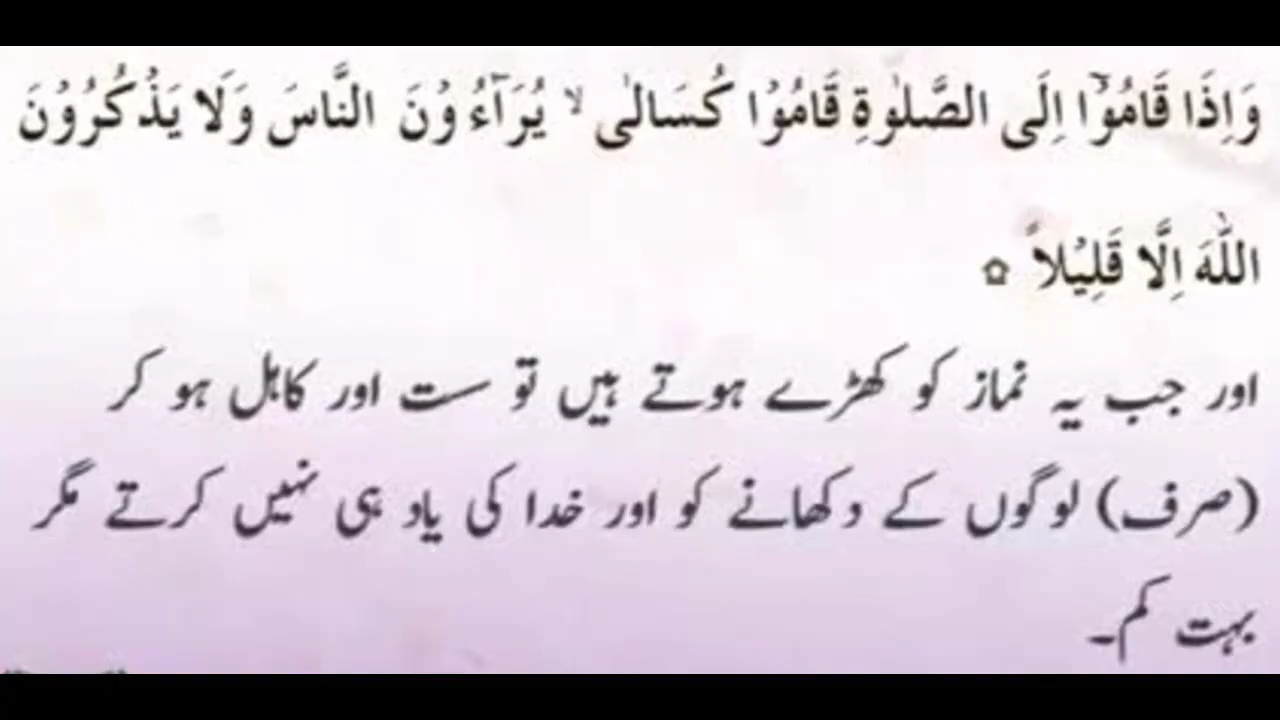 وَاِذَا قَامُوْۤا اِلَى الصَّلٰوةِ قَامُوْا كُسَالٰى ۙ يُرَآءُوْنَ النَّاسَ وَلَا يَذْكُرُوْنَ
اللّٰهَ اِلَّا قَلِيْلًا ۞
اور جب یہ نماز کو کھڑے ہوتے ہیں تو ست اور کاہل ہو کر
(صرف) لوگوں کے دکھانے کو اور خدا کی یاد ہی نہیں کرتے مگر
بہت کم۔